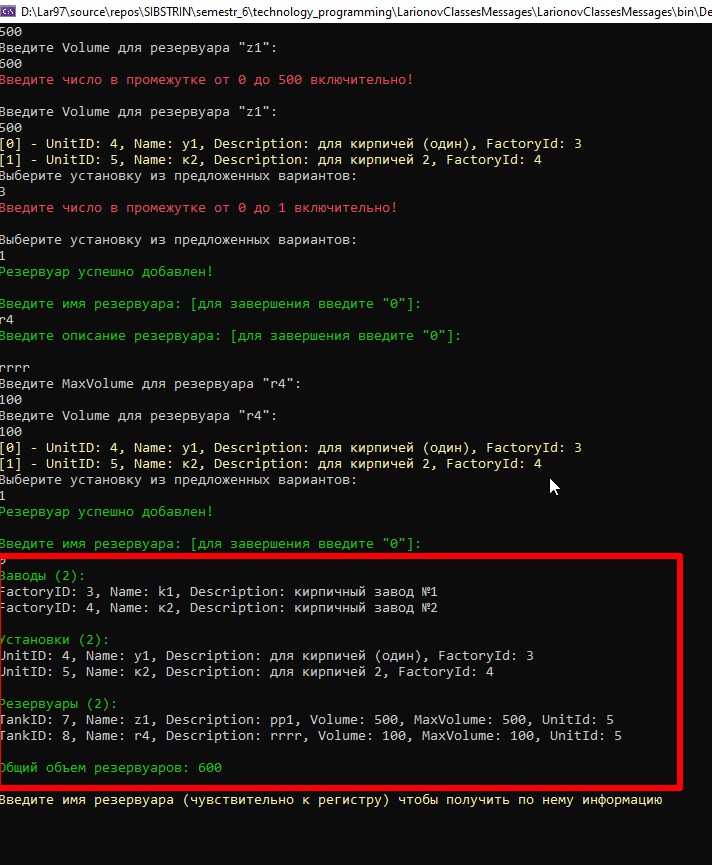 D:\Lar97\source\repos\SIBSTRIN\semestr_6\technology_programming\LarionovClassesMessages\LarionovClassesMessages\bin\De
500
Введите Volume для резервуара "z1":
600
Введите число в промежутке от 0 до 500 включительно!
Введите Volume для резервуара "z1":
500
[0] - UnitID: 4, Name: y1, Description: для кирпичей (один), FactoryId: 3
[1] - UnitID: 5, Name: к2, Description: для кирпичей 2, FactoryId: 4
Выберите установку из предложенных вариантов:
3
Введите число в промежутке от 0 до 1 включительно!
Выберите установку из предложенных вариантов:
1
Резервуар успешно добавлен!
Введите имя резервуара: [для завершения введите "0"]:
r4
Введите описание резервуара: [для завершения введите "0"]:
rrrr
Введите MaxVolume для резервуара "r4":
100
Введите Volume для резервуара "r4":
100
[0] - UnitID: 4, Name: y1, Description: для кирпичей (один), FactoryId: 3
[1] - UnitID: 5, Name: к2, Description: для кирпичей 2, FactoryId: 4
Выберите установку из предложенных вариантов:
1
Резервуар успешно добавлен!
Введите имя резервуара: [для завершения введите "0"]:
0
Заводы (2):
FactoryID: 3, Name: k1, Description: кирпичный завод №1
FactoryID: 4, Name: к2, Description: кирпичный завод №2
Установки (2):
UnitID: 4, Name: y1, Description: для кирпичей (один), FactoryId: 3
UnitID: 5, Name: к2, Description: для кирпичей 2, FactoryId: 4
Резервуары (2):
TankID: 7, Name: z1, Description: pp1, Volume: 500, MaxVolume: 500, UnitId: 5
TankID: 8, Name: r4, Description: rrrr, Volume: 100, MaxVolume: 100, UnitId: 5
Общий объем резервуаров: 600
Введите имя резервуара (чувствительно к регистру) чтобы получить по нему информацию